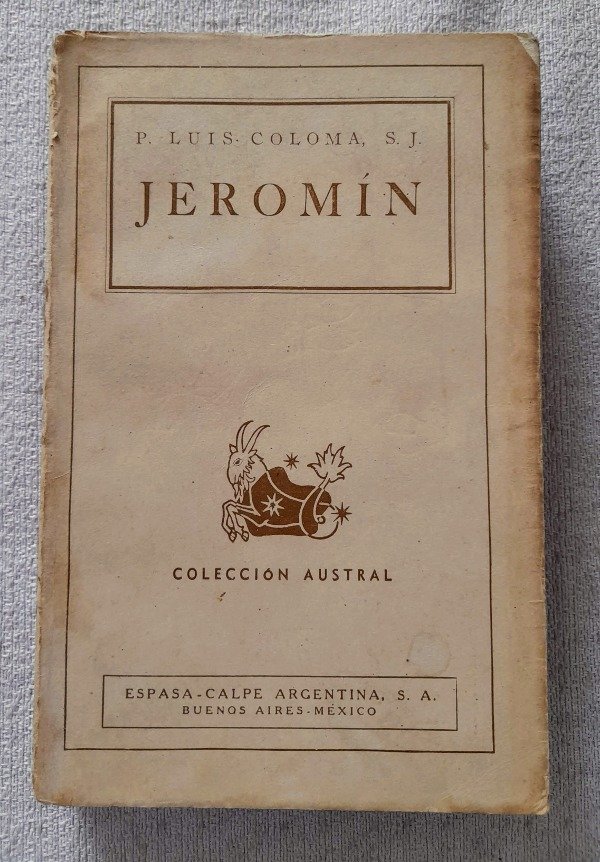 P. LUIS COLOMA, S. J.
JEROMÍN
COLECCIÓN AUSTRAL
ESPASA-CALPE ARGENTINA, S. A.
BUENOS AIRES-MÉXICO